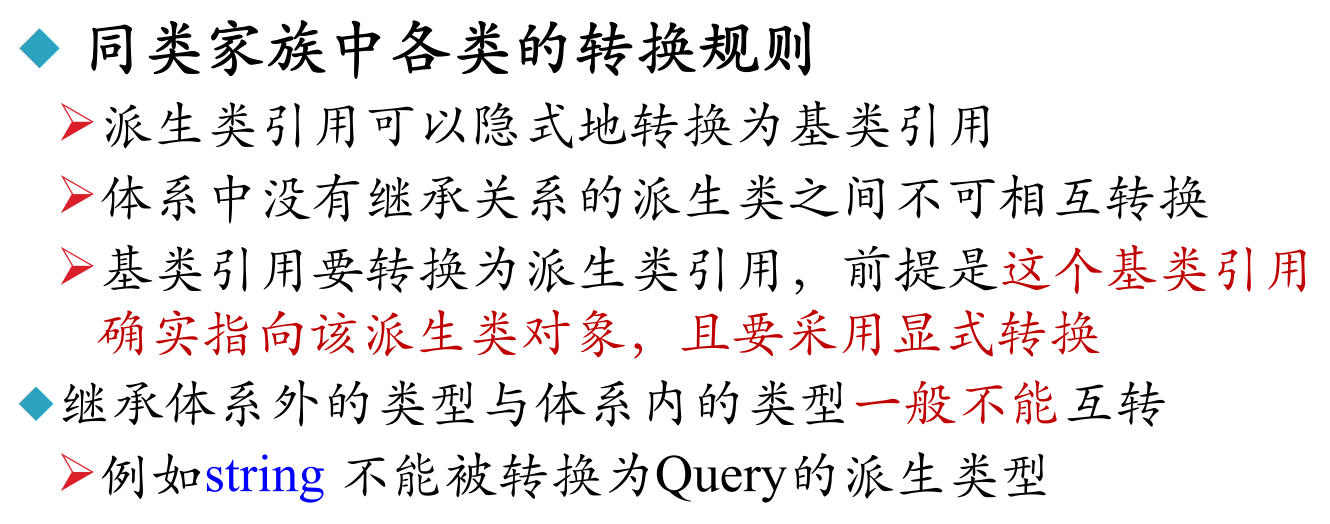 同类家族中各类的转换规则
派生类引用可以隐式地转换为基类引用
体系中没有继承关系的派生类之间不可相互转换
基类引用要转换为派生类引用，前提是这个基类引用
确实指向该派生类对象，且要采用显式转换
继承体系外的类型与体系内的类型一般不能互转
例如string 不能被转换为Query的派生类型